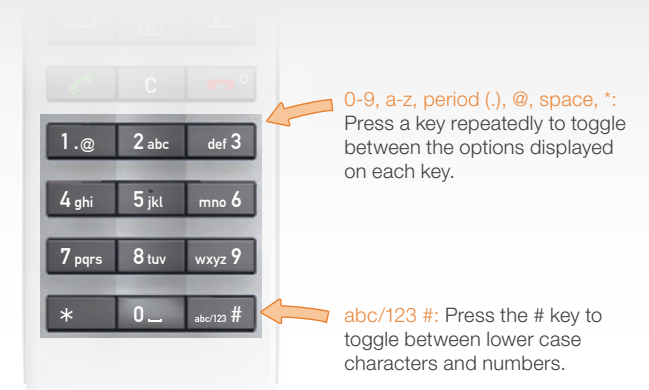 C
1 .@ 2 abc def 3
4 ghi 5 jkl mno 6
7 pqrs 8 tuv wxyz 9
* 0 ⎵ abc/123 #
0-9, a-z, period (.), @, space, *:
Press a key repeatedly to toggle
between the options displayed
on each key.
abc/123 #: Press the # key to
toggle between lower case
characters and numbers.